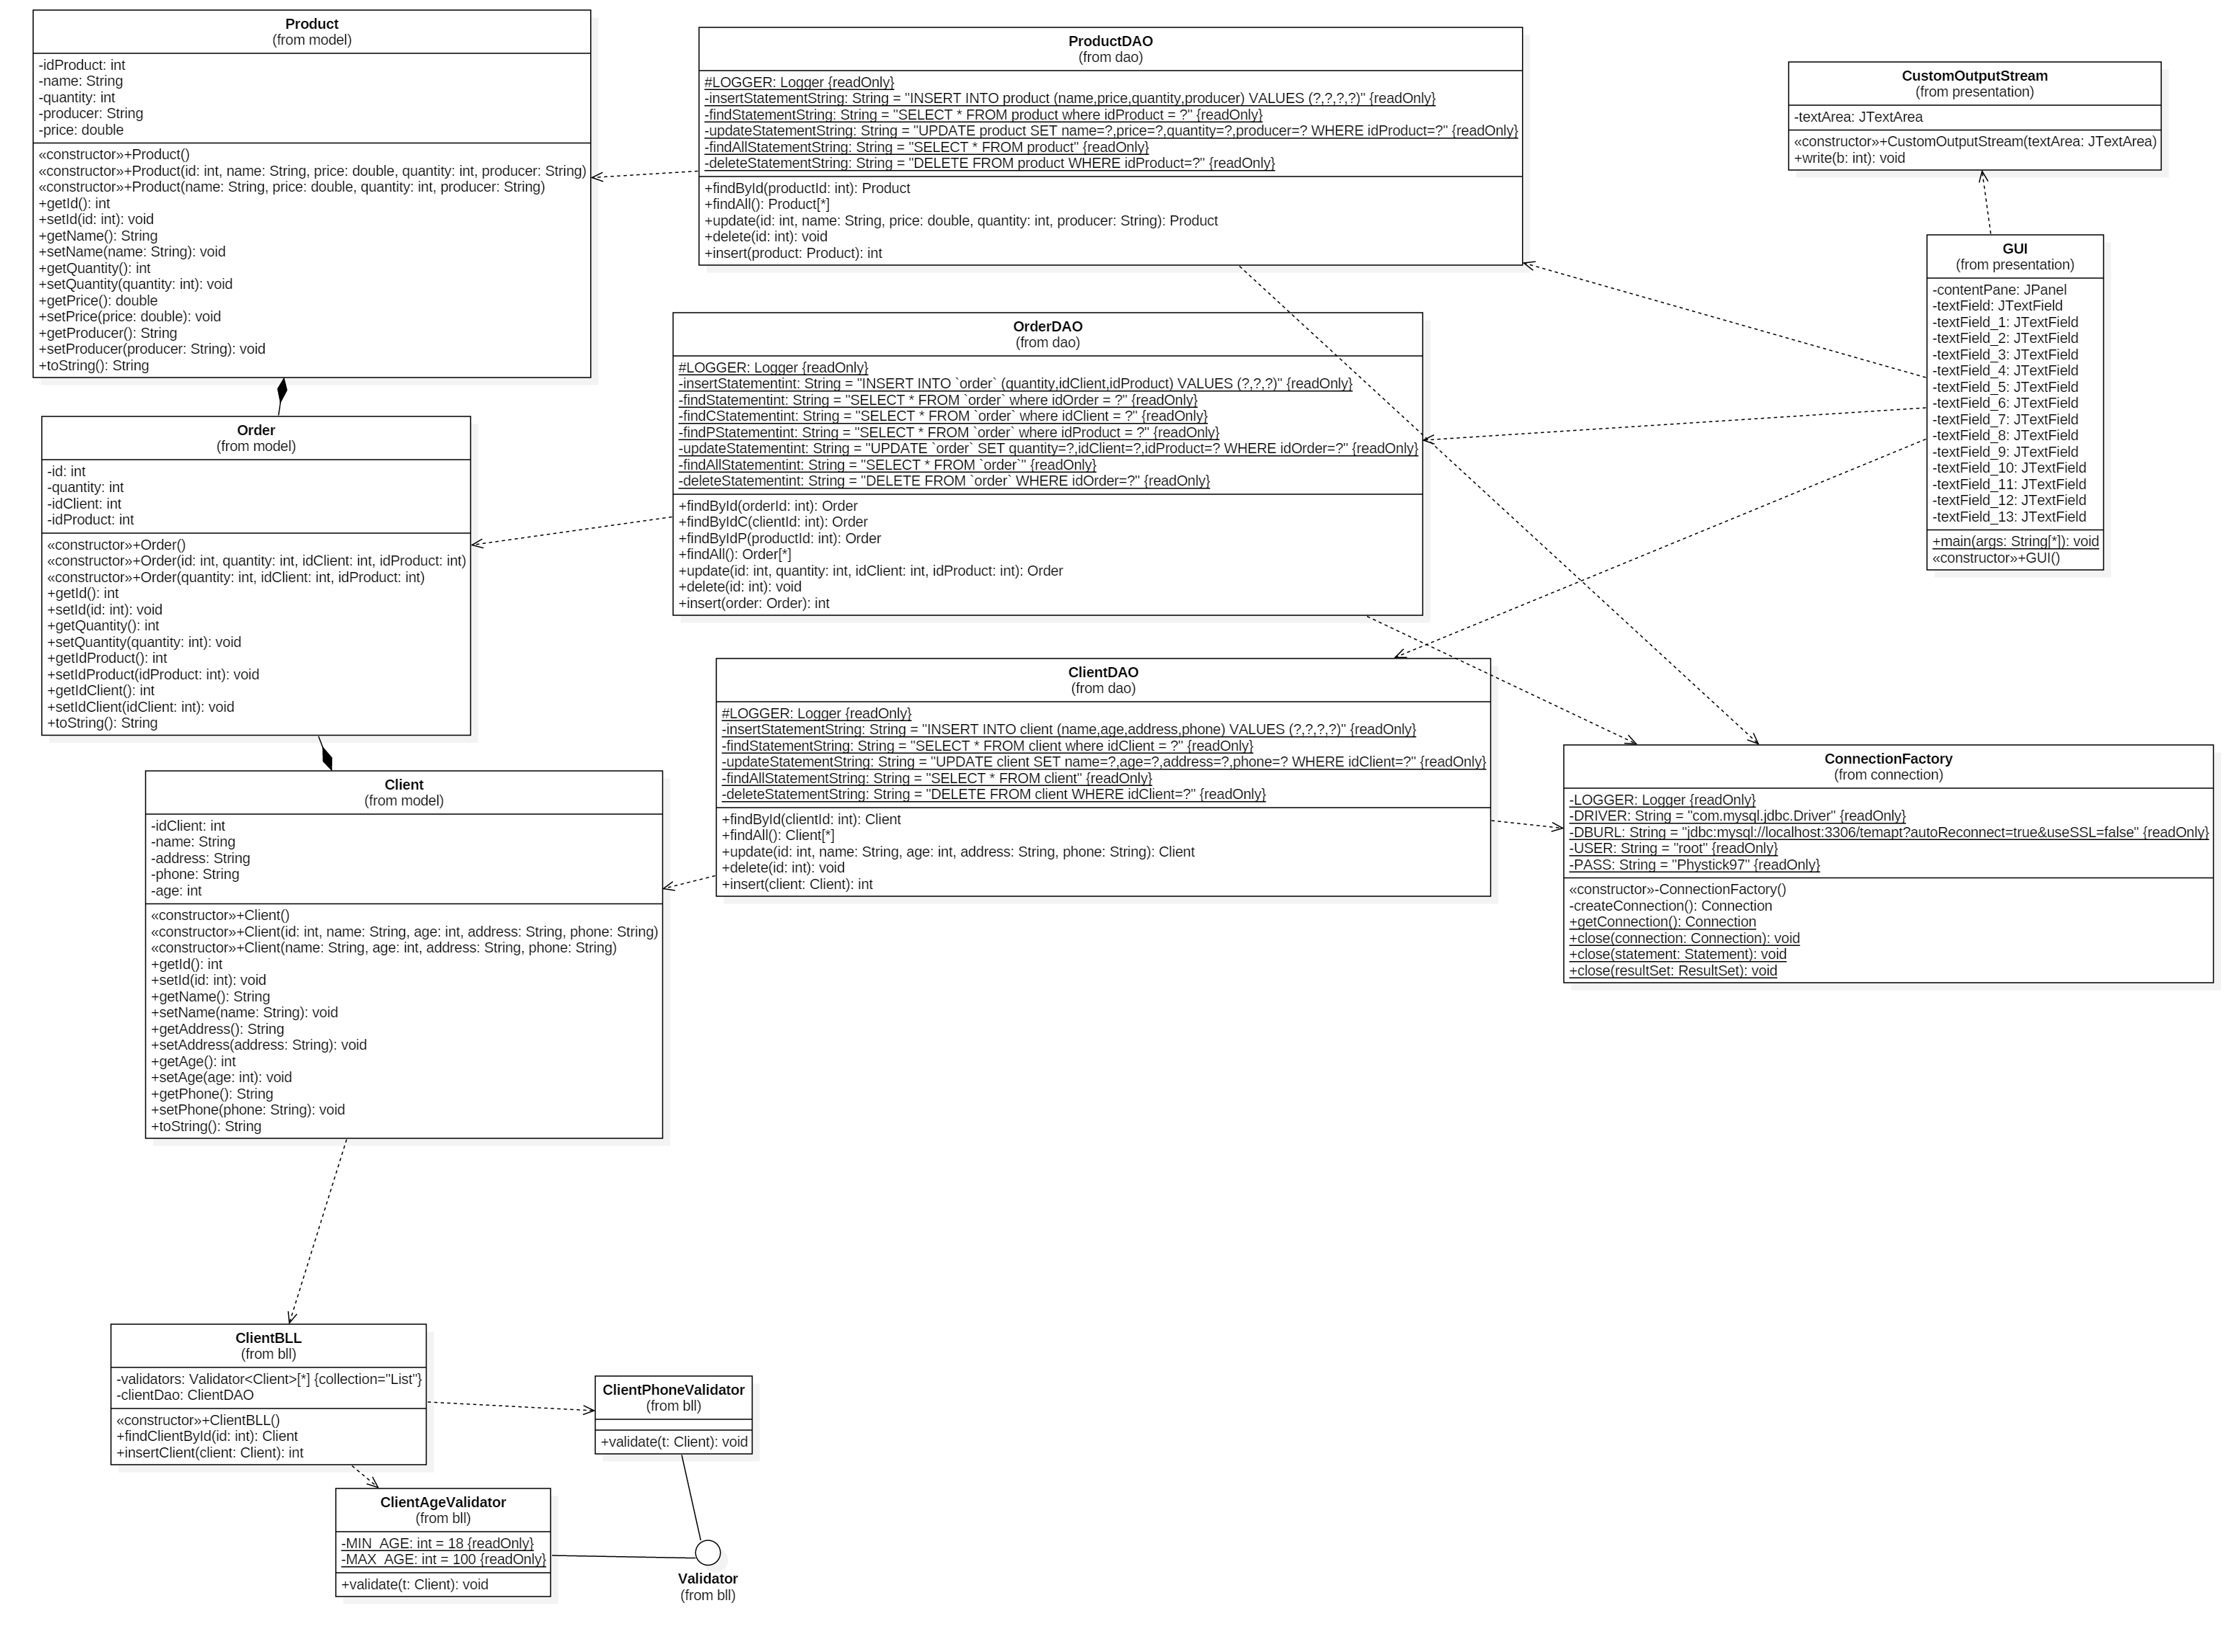 Product
(from model)
-idProduct: int
-name: String
-quantity: int
-producer: String
-price: double
«constructor»+Product()
«constructor»+Product(id: int, name: String, price: double, quantity: int, producer: String)
«constructor»+Product(name: String, price: double, quantity: int, producer: String)
+getId(): int
+setId(id: int): void
+getName(): String
+setName(name: String): void
+getQuantity(): int
+setQuantity(quantity: int): void
+getPrice(): double
+setPrice(price: double): void
+getProducer(): String
+setProducer(producer: String): void
+toString(): String
ProductDAO
(from dao)
#LOGGER: Logger {readOnly}
-insertStatementString: String = "INSERT INTO product (name,price,quantity,producer) VALUES (?,?,?,?)" {readOnly}
-findStatementString: String = "SELECT * FROM product where idProduct = ?" {readOnly}
-updateStatementString: String = "UPDATE product SET name=?,price=?,quantity=?,producer=? WHERE idProduct=?" {readOnly}
-findAllStatementString: String = "SELECT * FROM product" {readOnly}
-deleteStatementString: String = "DELETE FROM product WHERE idProduct=?" {readOnly}
+findById(productId: int): Product
+findAll(): Product[*]
+update(id: int, name: String, price: double, quantity: int, producer: String): Product
+delete(id: int): void
+insert(product: Product): int
CustomOutputStream
(from presentation)
-textArea: JTextArea
«constructor»+CustomOutputStream(textArea: JTextArea)
+write(b: int): void
GUI
(from presentation)
-contentPane: JPanel
-textField: JTextField
-textField_1: JTextField
-textField_2: JTextField
-textField_3: JTextField
-textField_4: JTextField
-textField_5: JTextField
-textField_6: JTextField
-textField_7: JTextField
-textField_8: JTextField
-textField_9: JTextField
-textField_10: JTextField
-textField_11: JTextField
-textField_12: JTextField
-textField_13: JTextField
+main(args: String[*]): void
«constructor»+GUI()
OrderDAO
(from dao)
#LOGGER: Logger {readOnly}
-insertStatementint: String = "INSERT INTO `order` (quantity,idClient,idProduct) VALUES (?,?,?)" {readOnly}
-findStatementint: String = "SELECT * FROM `order` where idOrder = ?" {readOnly}
-findCStatementint: String = "SELECT * FROM `order` where idClient = ?" {readOnly}
-findPStatementint: String = "SELECT * FROM `order` where idProduct = ?" {readOnly}
-updateStatementint: String = "UPDATE `order` SET quantity=?,idClient=?,idProduct=? WHERE idOrder=?" {readOnly}
-findAllStatementint: String = "SELECT * FROM `order`" {readOnly}
-deleteStatementint: String = "DELETE FROM `order` WHERE idOrder=?" {readOnly}
+findById(orderId: int): Order
+findByIdC(clientId: int): Order
+findByIdP(productId: int): Order
+findAll(): Order[*]
+update(id: int, quantity: int, idClient: int, idProduct: int): Order
+delete(id: int): void
+insert(order: Order): int
Order
(from model)
-id: int
-quantity: int
-idClient: int
-idProduct: int
«constructor»+Order()
«constructor»+Order(id: int, quantity: int, idClient: int, idProduct: int)
«constructor»+Order(quantity: int, idClient: int, idProduct: int)
+getId(): int
+setId(id: int): void
+getQuantity(): int
+setQuantity(quantity: int): void
+getIdProduct(): int
+setIdProduct(idProduct: int): void
+getIdClient(): int
+setIdClient(idClient: int): void
+toString(): String
ClientDAO
(from dao)
#LOGGER: Logger {readOnly}
-insertStatementString: String = "INSERT INTO client (name,age,address,phone) VALUES (?,?,?,?)" {readOnly}
-findStatementString: String = "SELECT * FROM client where idClient = ?" {readOnly}
-updateStatementString: String = "UPDATE client SET name=?,age=?,address=?,phone=? WHERE idClient=?" {readOnly}
-findAllStatementString: String = "SELECT * FROM client" {readOnly}
-deleteStatementString: String = "DELETE FROM client WHERE idClient=?" {readOnly}
+findById(clientId: int): Client
+findAll(): Client[*]
+update(id: int, name: String, age: int, address: String, phone: String): Client
+delete(id: int): void
+insert(client: Client): int
ConnectionFactory
(from connection)
-LOGGER: Logger {readOnly}
-DRIVER: String = "com.mysql.jdbc.Driver" {readOnly}
-DBURL: String = "jdbc:mysql://localhost:3306/temapt?autoReconnect=true&useSSL=false" {readOnly}
-USER: String = "root" {readOnly}
-PASS: String = "Phystick97" {readOnly}
«constructor»-ConnectionFactory()
-createConnection(): Connection
+getConnection(): Connection
+close(connection: Connection): void
+close(statement: Statement): void
+close(resultSet: ResultSet): void
Client
(from model)
-idClient: int
-name: String
-address: String
-phone: String
-age: int
«constructor»+Client()
«constructor»+Client(id: int, name: String, age: int, address: String, phone: String)
«constructor»+Client(name: String, age: int, address: String, phone: String)
+getId(): int
+setId(id: int): void
+getName(): String
+setName(name: String): void
+getAddress(): String
+setAddress(address: String): void
+getAge(): int
+setAge(age: int): void
+getPhone(): String
+setPhone(phone: String): void
+toString(): String
ClientBLL
(from bll)
-validators: Validator<Client>[*] {collection="List"}
-clientDao: ClientDAO
«constructor»+ClientBLL()
+findClientById(id: int): Client
+insertClient(client: Client): int
ClientPhoneValidator
(from bll)
+validate(t: Client): void
ClientAgeValidator
(from bll)
-MIN_AGE: int = 18 {readOnly}
-MAX_AGE: int = 100 {readOnly}
+validate(t: Client): void
Validator
(from bll)